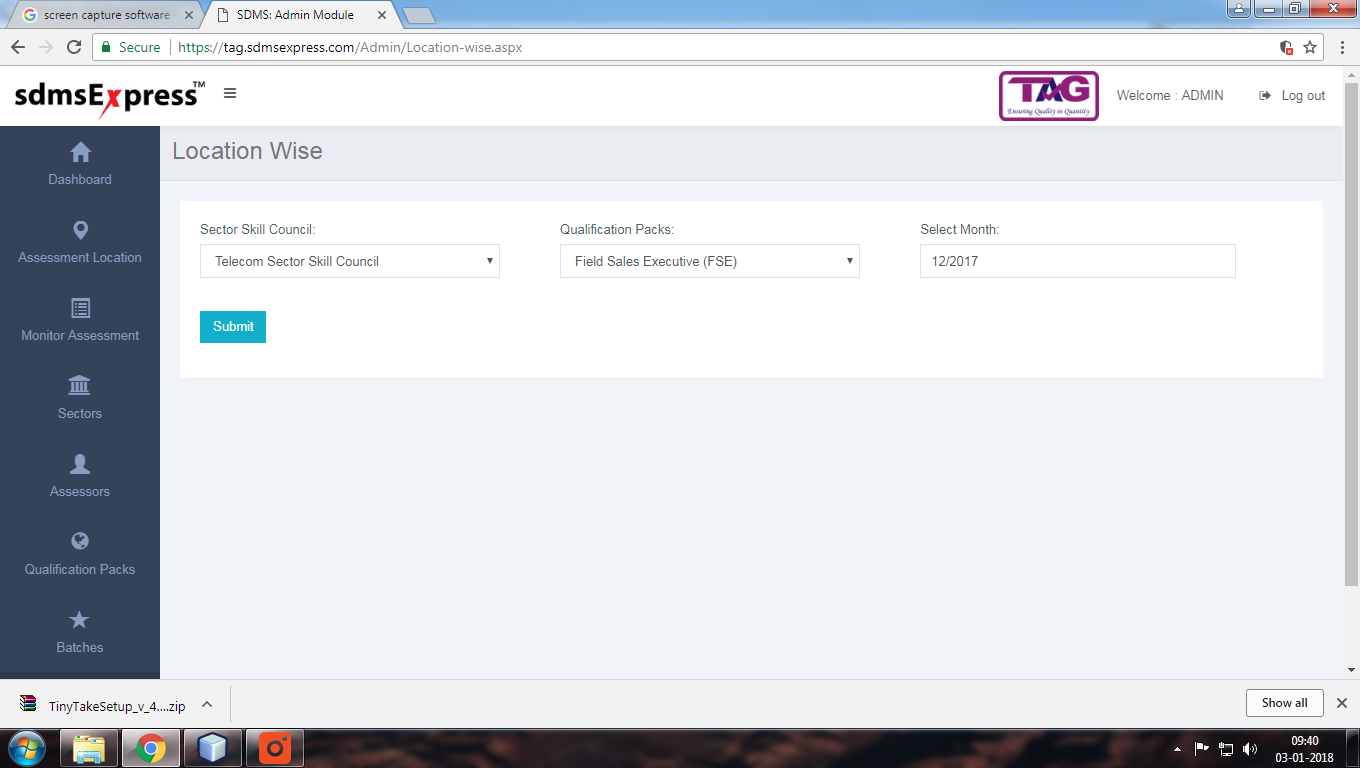 screen capture software
SDMS: Admin Module
Secure
https://tag.sdmsexpress.com/Admin/Location-wise.aspx
sdmsExpress™
TAG
Ensuring Quality in Quantity
Welcome : ADMIN
Log out
Location Wise
Dashboard
Assessment Location
Monitor Assessment
Sectors
Assessors
Qualification Packs
Batches
Sector Skill Council:
Telecom Sector Skill Council
Qualification Packs:
Field Sales Executive (FSE)
Select Month:
12/2017
Submit
TinyTakeSetup_v_4....zip
Show all
09:40
03-01-2018